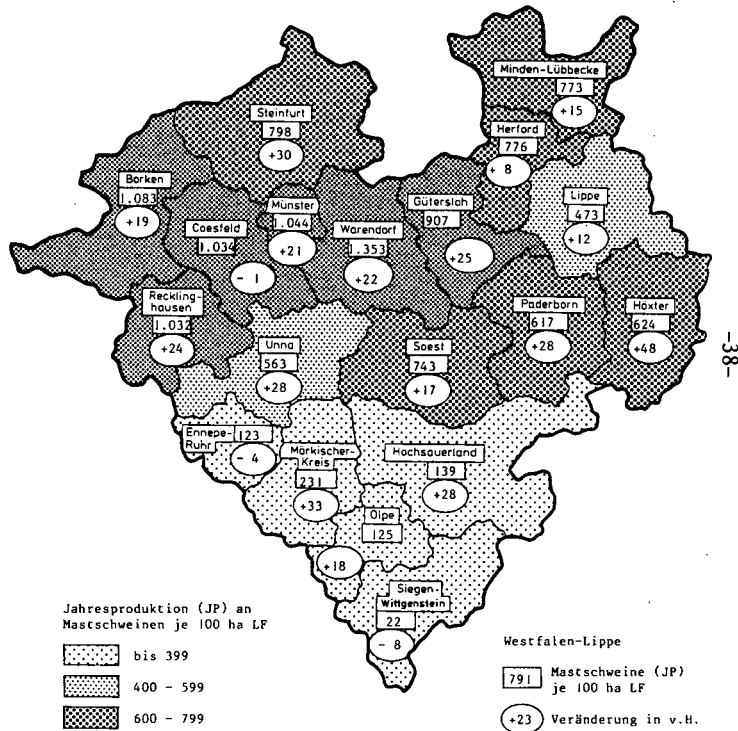 Minden-Lübbecke
773
+15
Steinfurt
798
+30
Herford
776
+ 8
Borken
1.083
+19
Coesfeld
1.034
- 1
Münster
1.044
+21
Warendorf
1.353
+22
Gütersloh
907
+25
Lippe
473
+12
Reckling-
hausen
1.032
+24
Unna
563
+28
Soest
743
+17
Paderborn
617
+28
Höxter
624
+48
-38-
Ennepe-
Ruhr
123
- 4
Märkischer-
Kreis
231
+33
Hochsauerland
139
+28
Olpe
125
+18
Siegen-
Wittgenstein
22
- 8
Jahresproduktion (JP) an
Mastschweinen je 100 ha LF
bis 399
400 - 599
600 - 799
Westfalen-Lippe
791 Mastschweine (JP)
je 100 ha LF
+23 Veränderung in v.H.